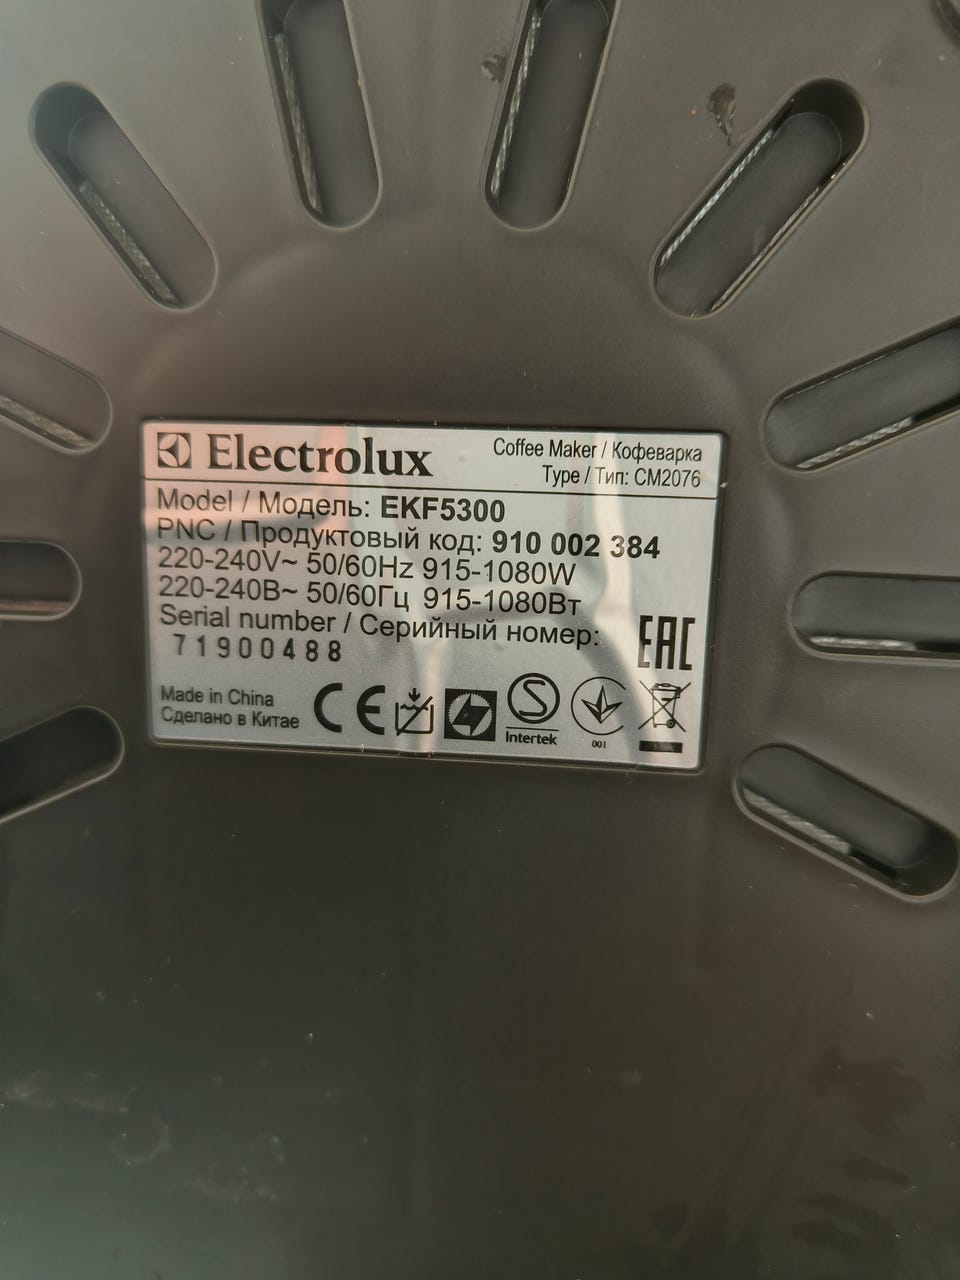 Electrolux
Coffee Maker / Кофеварка
Type / Тип: CM2076
Model / Модель: EKF5300
PNC / Продуктовый код: 910 002 384
220-240V~ 50/60Hz 915-1080W
220-240В~ 50/60Гц 915-1080Вт
Serial number / Серийный номер:
71900488
EAC
Made in China
Сделано в Китае
CE
S
Intertek
001